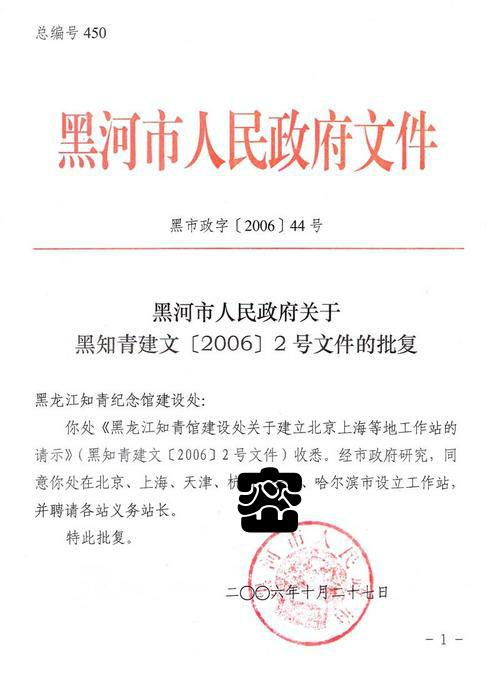 总编号 450
黑河市人民政府文件
黑市政字〔2006〕44 号
黑河市人民政府关于
黑知青建文〔2006〕2 号文件的批复
黑龙江知青纪念馆建设处:
你处《黑龙江知青馆建设处关于建立北京上海等地工作站的
请示》(黑知青建文〔2006〕2 号文件)收悉。经市政府研究,同
意你处在北京、上海、天津、杭 、哈尔滨市设立工作站,
并聘请各站义务站长。
特此批复。
二〇〇六年十月二十七日
黑河市人民政府
- 1 -